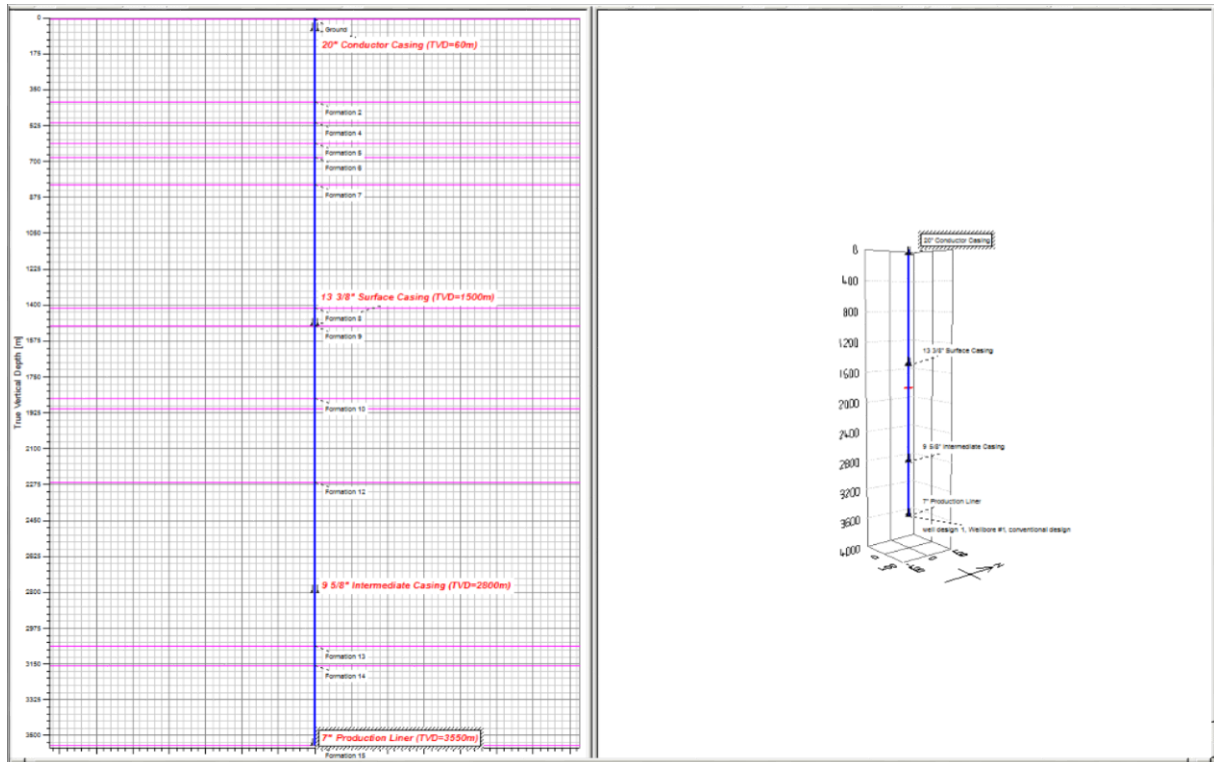 True Vertical Depth [m]
0
175
350
525
700
875
1050
1225
1400
1575
1750
1925
2100
2275
2450
2625
2800
2975
3150
3325
3500
Ground
20" Conductor Casing (TVD=60m)
Formation 2
Formation 4
Formation 5
Formation 6
Formation 7
13 3/8" Surface Casing (TVD=1500m)
Formation 8
Formation 9
Formation 10
Formation 12
9 5/8" Intermediate Casing (TVD=2800m)
Formation 13
Formation 14
7" Production Liner (TVD=3550m)
Formation 15
20" Conductor Casing
0
400
800
1200
13 3/8" Surface Casing
1600
2000
2400
9 5/8" Intermediate Casing
2800
3200
7" Production Liner
3600
well design 1, Wellbore #1, conventional design
4000
0
400
0
400
N